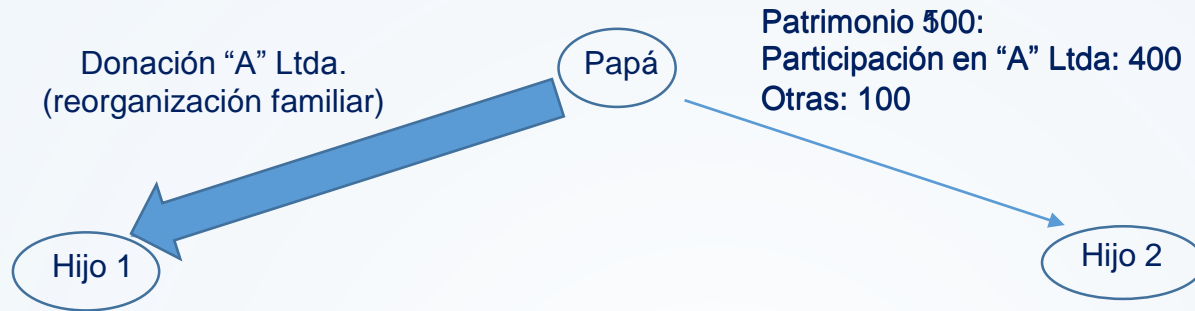 Donación “A” Ltda.
(reorganización familiar)
Papá
Patrimonio 500:
Participación en “A” Ltda: 400
Otras: 100
Hijo 1
Hijo 2